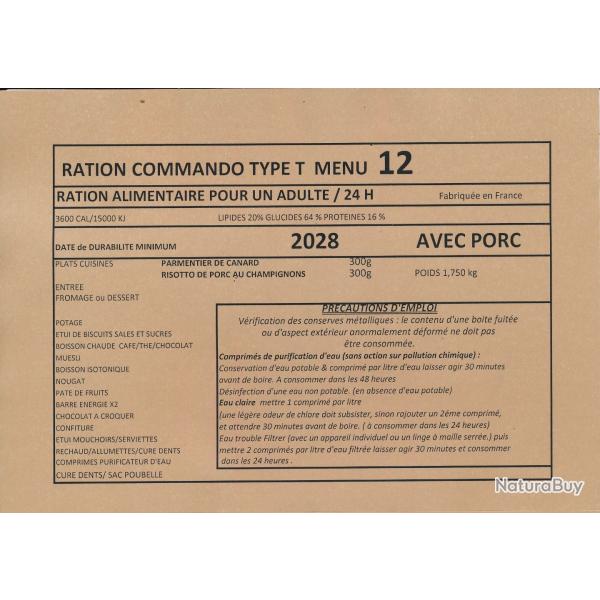 RATION COMMANDO TYPE T MENU 12
RATION ALIMENTAIRE POUR UN ADULTE / 24 H Fabriquée en France
3600 CAL/15000 KJ LIPIDES 20% GLUCIDES 64 % PROTEINES 16 %
DATE de DURABILITE MINIMUM 2028 AVEC PORC
PLATS CUISINES PARMENTIER DE CANARD 300g
RISOTTO DE PORC AU CHAMPIGNONS 300g POIDS 1,750 kg
ENTREE
FROMAGE ou DESSERT
POTAGE
ETUI DE BISCUITS SALES ET SUCRES
BOISSON CHAUDE CAFE/THE/CHOCOLAT
MUESLI
BOISSON ISOTONIQUE
NOUGAT
PATE DE FRUITS
BARRE ENERGIE X2
CHOCOLAT A CROQUER
CONFITURE
ETUI MOUCHOIRS/SERVIETTES
RECHAUD/ALLUMETTES/CURE DENTS
COMPRIMES PURIFICATEUR D'EAU
CURE DENTS/ SAC POUBELLE
PRECAUTIONS D'EMPLOI
Vérification des conserves métalliques : le contenu d'une boite fuitée
ou d'aspect extérieur anormalement déformé ne doit pas
être consommée.
Comprimés de purification d'eau (sans action sur pollution chimique) :
Conservation d'eau potable & comprimé par litre d'eau laisser agir 30 minutes
avant de boire. A consommer dans les 48 heures
Désinfection d'une eau non potable. (en absence d'eau potable)
Eau claire mettre 1 comprimé par litre
(une légère odeur de chlore doit subsister, sinon rajouter un 2éme comprimé,
et attendre 30 minutes avant de boire. ( à consommer dans les 24 heures)
Eau trouble Filtrer (avec un appareil individuel ou un linge à maille serrée.) puis
mettre 2 comprimés par litre d'eau filtrée laisser agir 30 minutes et consommer
dans les 24 heures .
NaturaBuy